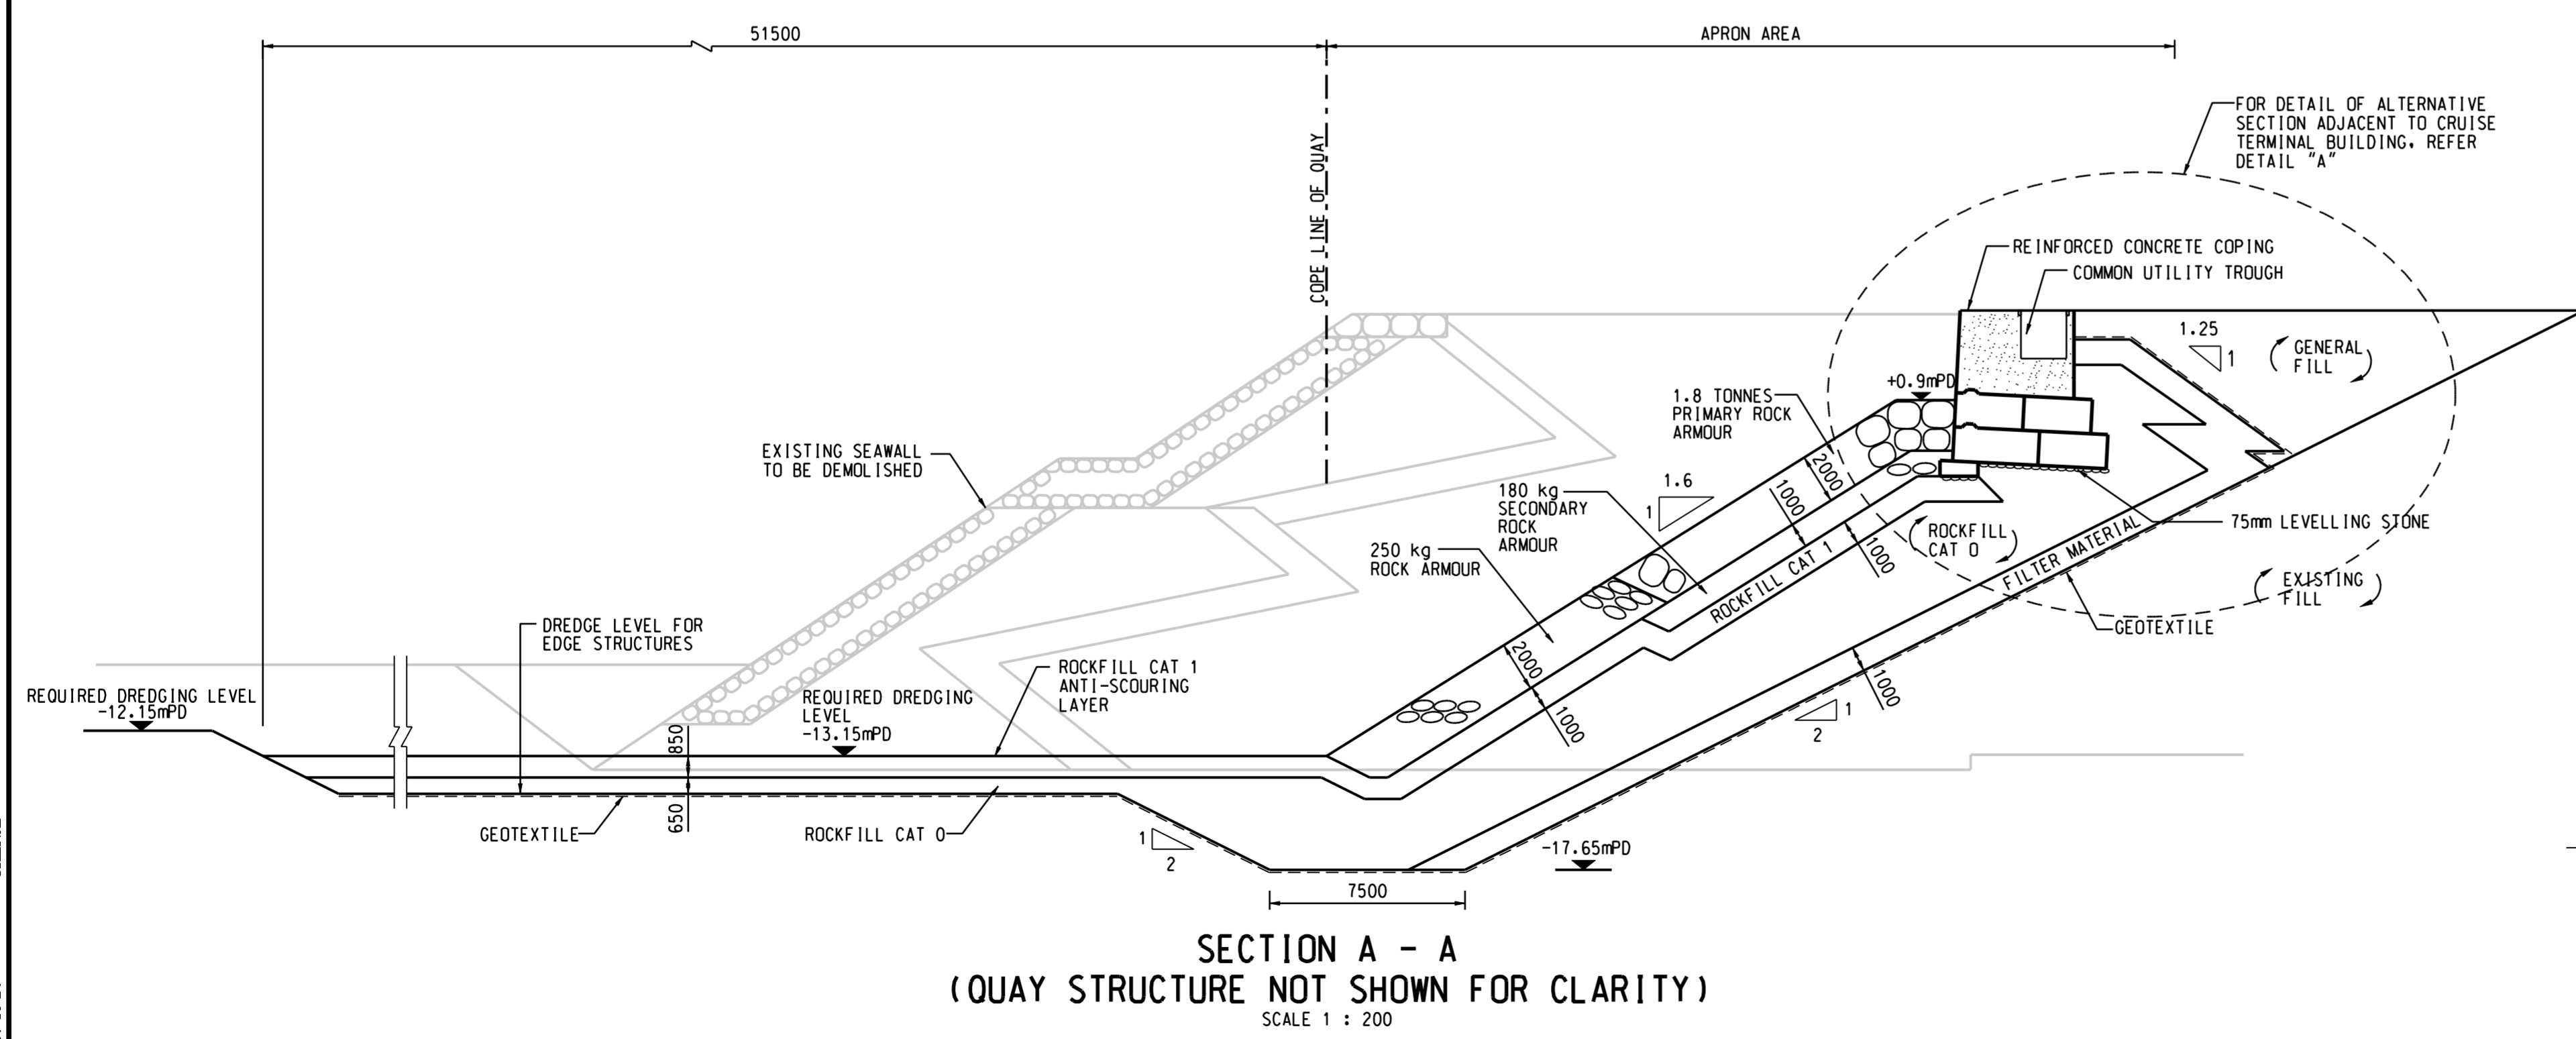 51500
APRON AREA
FOR DETAIL OF ALTERNATIVE
SECTION ADJACENT TO CRUISE
TERMINAL BUILDING, REFER
DETAIL "A"
COPE LINE OF QUAY
REINFORCED CONCRETE COPING
COMMON UTILITY TROUGH
1.25
1
GENERAL
FILL
+0.9mPD
1.8 TONNES
PRIMARY ROCK
ARMOUR
EXISTING SEAWALL
TO BE DEMOLISHED
2000
1000
1.6
1
180 kg
SECONDARY
ROCK
ARMOUR
250 kg
ROCK ARMOUR
ROCKFILL CAT 1
1000
ROCKFILL
CAT 0
75mm LEVELLING STONE
FILTER MATERIAL
EXISTING
FILL
GEOTEXTILE
DREDGE LEVEL FOR
EDGE STRUCTURES
ROCKFILL CAT 1
ANTI-SCOURING
LAYER
REQUIRED DREDGING LEVEL
-12.15mPD
REQUIRED DREDGING
LEVEL
-13.15mPD
2000
1000
1000
1
2
850
650
GEOTEXTILE
ROCKFILL CAT 0
1
2
-17.65mPD
7500
SECTION A - A
(QUAY STRUCTURE NOT SHOWN FOR CLARITY)
SCALE 1 : 200